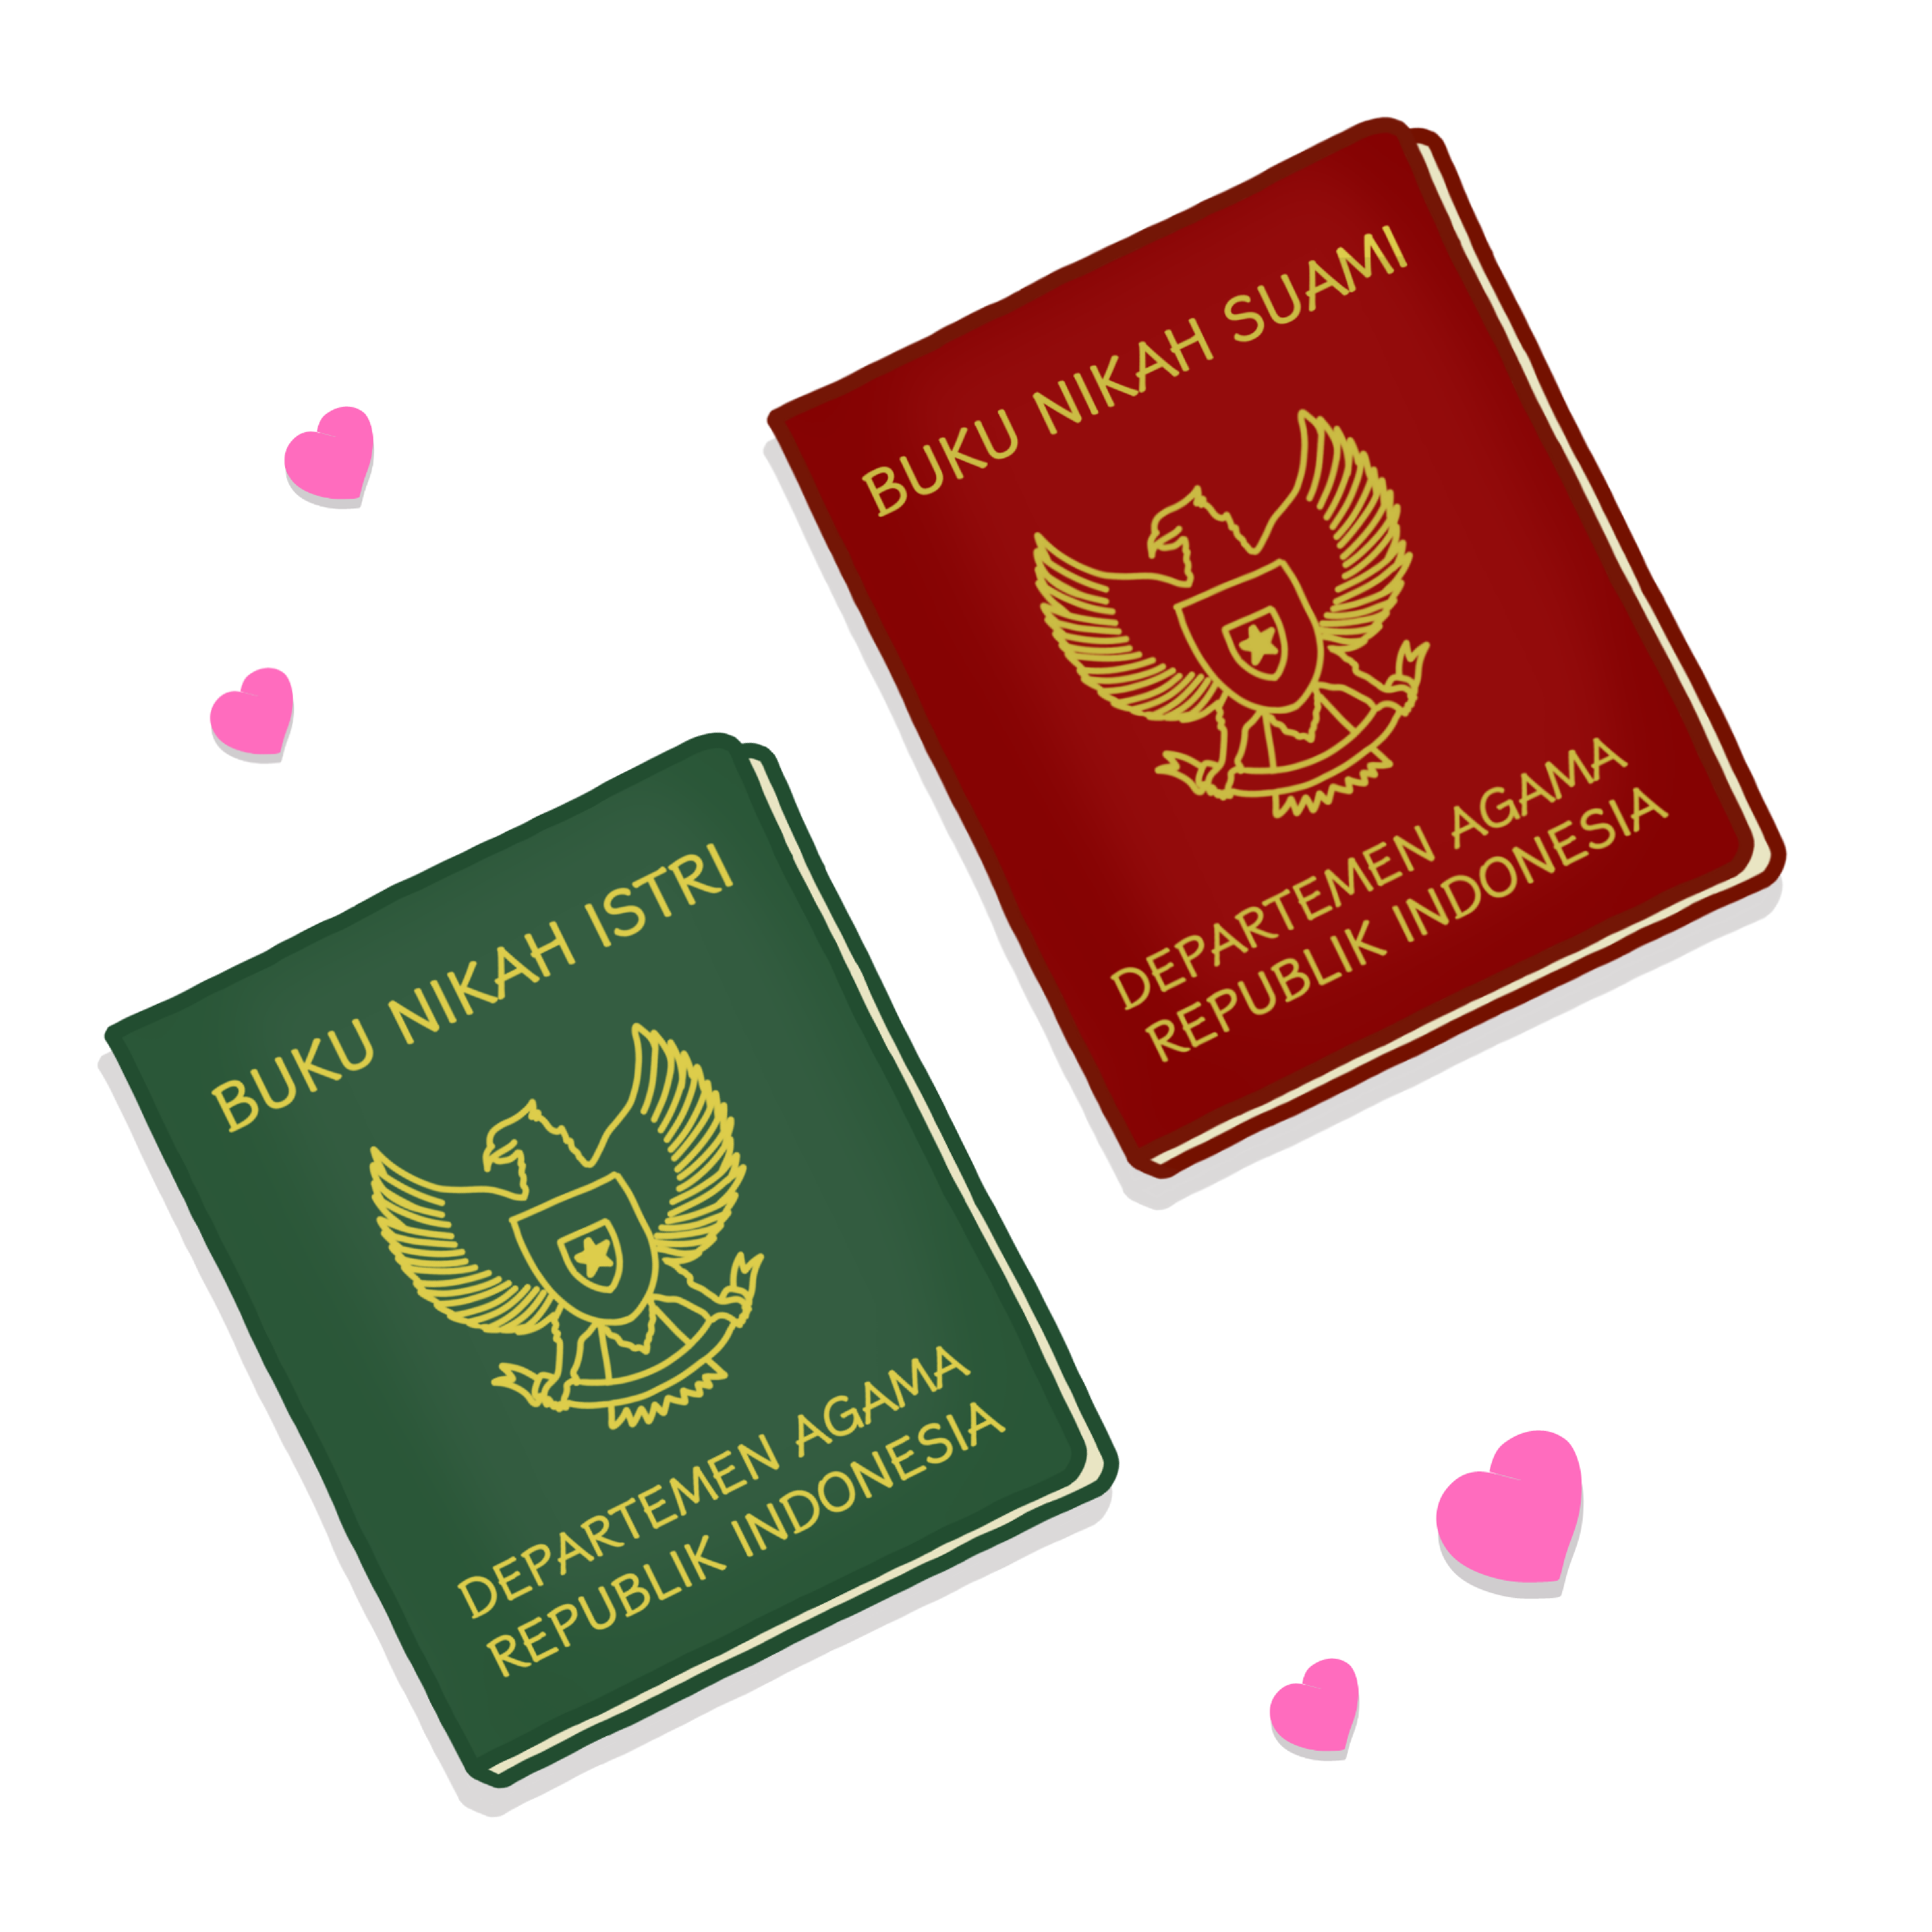 BUKU NIKAH SUAMI
DEPARTEMEN AGAMA
REPUBLIK INDONESIA
BUKU NIKAH ISTRI
DEPARTEMEN AGAMA
REPUBLIK INDONESIA